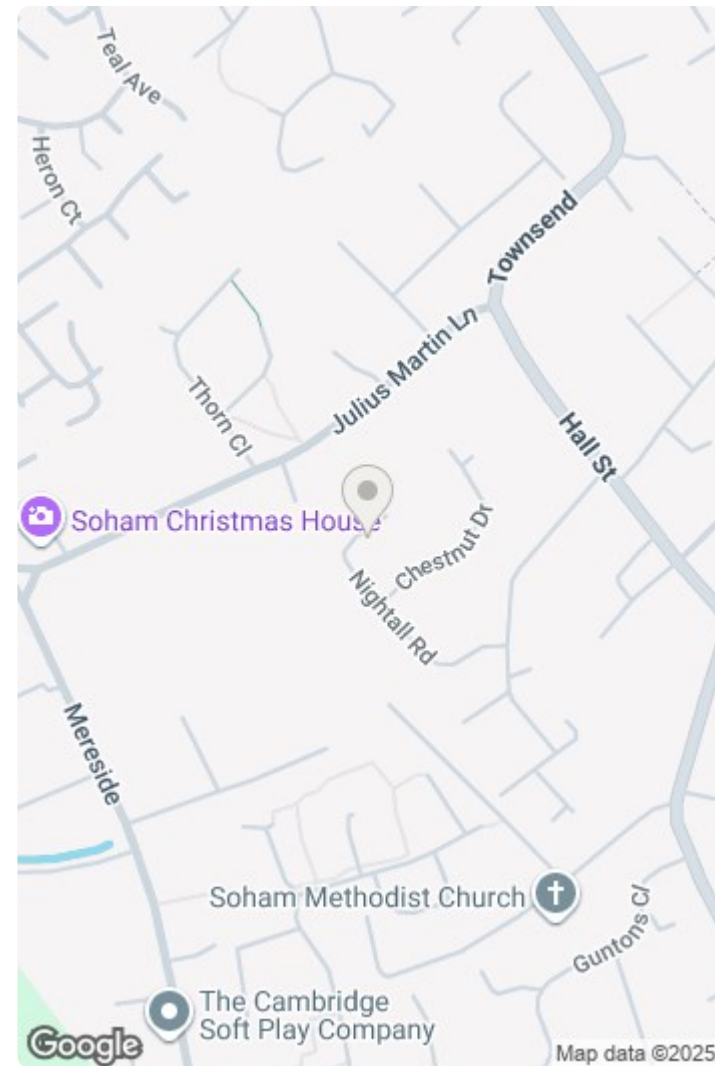 Teal Ave
Heron Ct
Townsend
Julius Martin Ln
Thorn Cl
Hall St
Soham Christmas House
Chestnut Dr
Nightall Rd
Mereside
Soham Methodist Church
Guntons Cl
The Cambridge
Soft Play Company
Google
Map data ©2025